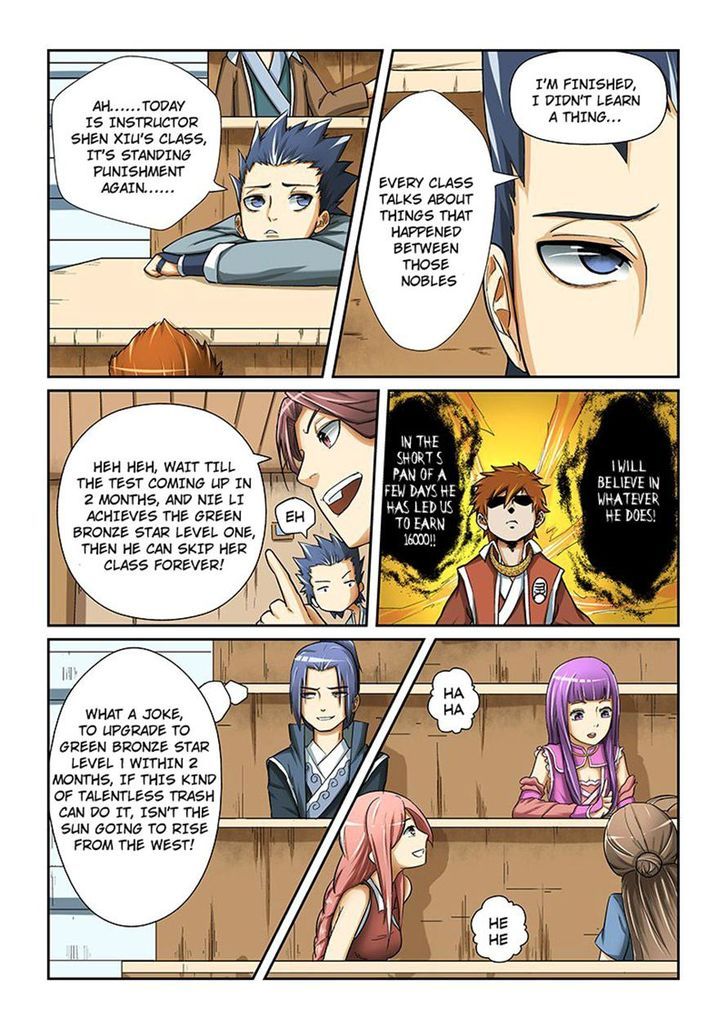 AH......TODAY
IS INSTRUCTOR
SHEN XIU'S CLASS,
IT'S STANDING
PUNISHMENT
AGAIN......
I'M FINISHED,
I DIDN'T LEARN
A THING...
EVERY CLASS
TALKS ABOUT
THINGS THAT
HAPPENED
BETWEEN
THOSE
NOBLES
HEH HEH, WAIT TILL
THE TEST COMING UP IN
2 MONTHS, AND NIE LI
ACHIEVES THE GREEN
BRONZE STAR LEVEL ONE,
THEN HE CAN SKIP HER
CLASS FOREVER!
EH
IN THE
SHORT S
PAN OF A
FEW DAYS HE
HAS LED US
TO EARN
16000!!
I WILL
BELIEVE IN
WHATEVER
HE DOES!
WHAT A JOKE,
TO UPGRADE TO
GREEN BRONZE STAR
LEVEL 1 WITHIN 2
MONTHS, IF THIS KIND
OF TALENTLESS TRASH
CAN DO IT, ISN'T THE
SUN GOING TO RISE
FROM THE WEST!
HA
HA
HE
HE